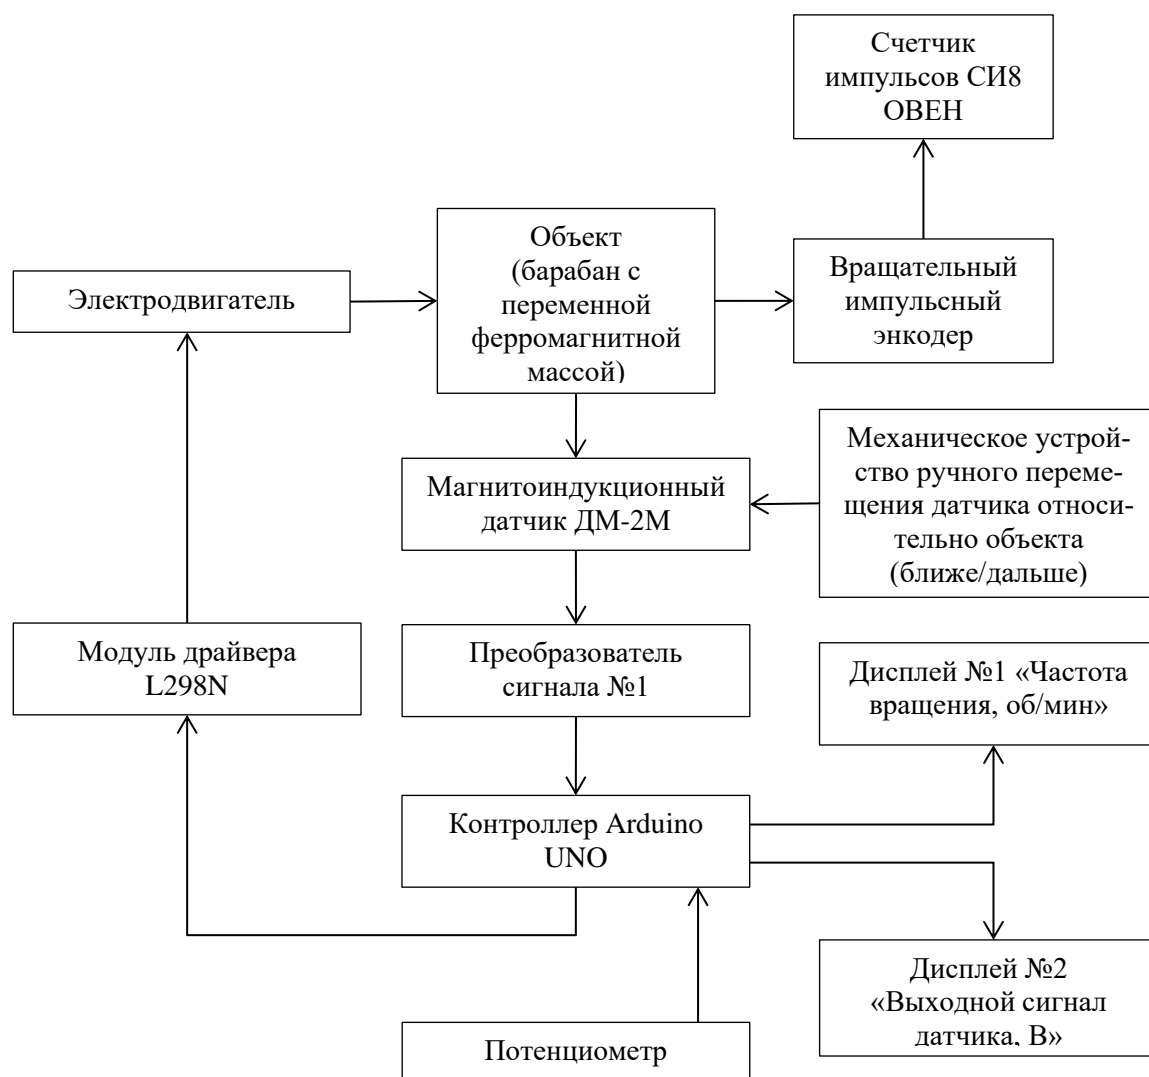 Счетчик
импульсов СИ8
ОВЕН
Объект
(барабан с
переменной
ферромагнитной
массой)
Вращательный
импульсный
энкодер
Электродвигатель
Механическое устрой-
ство ручного переме-
щения датчика относи-
тельно объекта
(ближе/дальше)
Магнитоиндукционный
датчик ДМ-2М
Модуль драйвера
L298N
Преобразователь
сигнала №1
Дисплей №1 «Частота
вращения, об/мин»
Контроллер Arduino
UNO
Дисплей №2
«Выходной сигнал
датчика, В»
Потенциометр